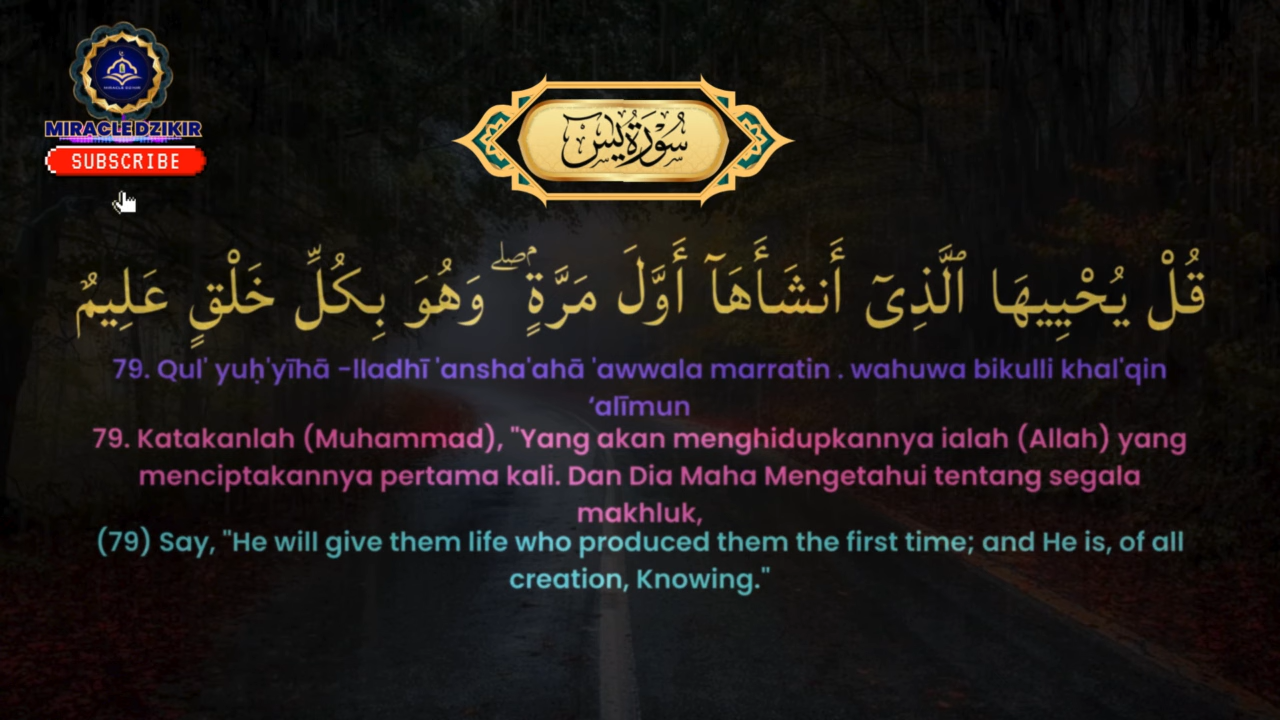 MIRACLE DZIKIR
MIRACLEDZIKIR
SUBSCRIBE
سُورَةُ يس
قُلْ يُحْيِيهَا ٱلَّذِىٓ أَنشَأَهَآ أَوَّلَ مَرَّةٍۢ ۖ وَهُوَ بِكُلِّ خَلْقٍ عَلِيمٌ
79. Qul' yuḥ'yīhā -lladhī 'ansha'ahā 'awwala marratin . wahuwa bikulli khal'qin
‘alīmun
79. Katakanlah (Muhammad), "Yang akan menghidupkannya ialah (Allah) yang
menciptakannya pertama kali. Dan Dia Maha Mengetahui tentang segala
makhluk,
(79) Say, "He will give them life who produced them the first time; and He is, of all
creation, Knowing."